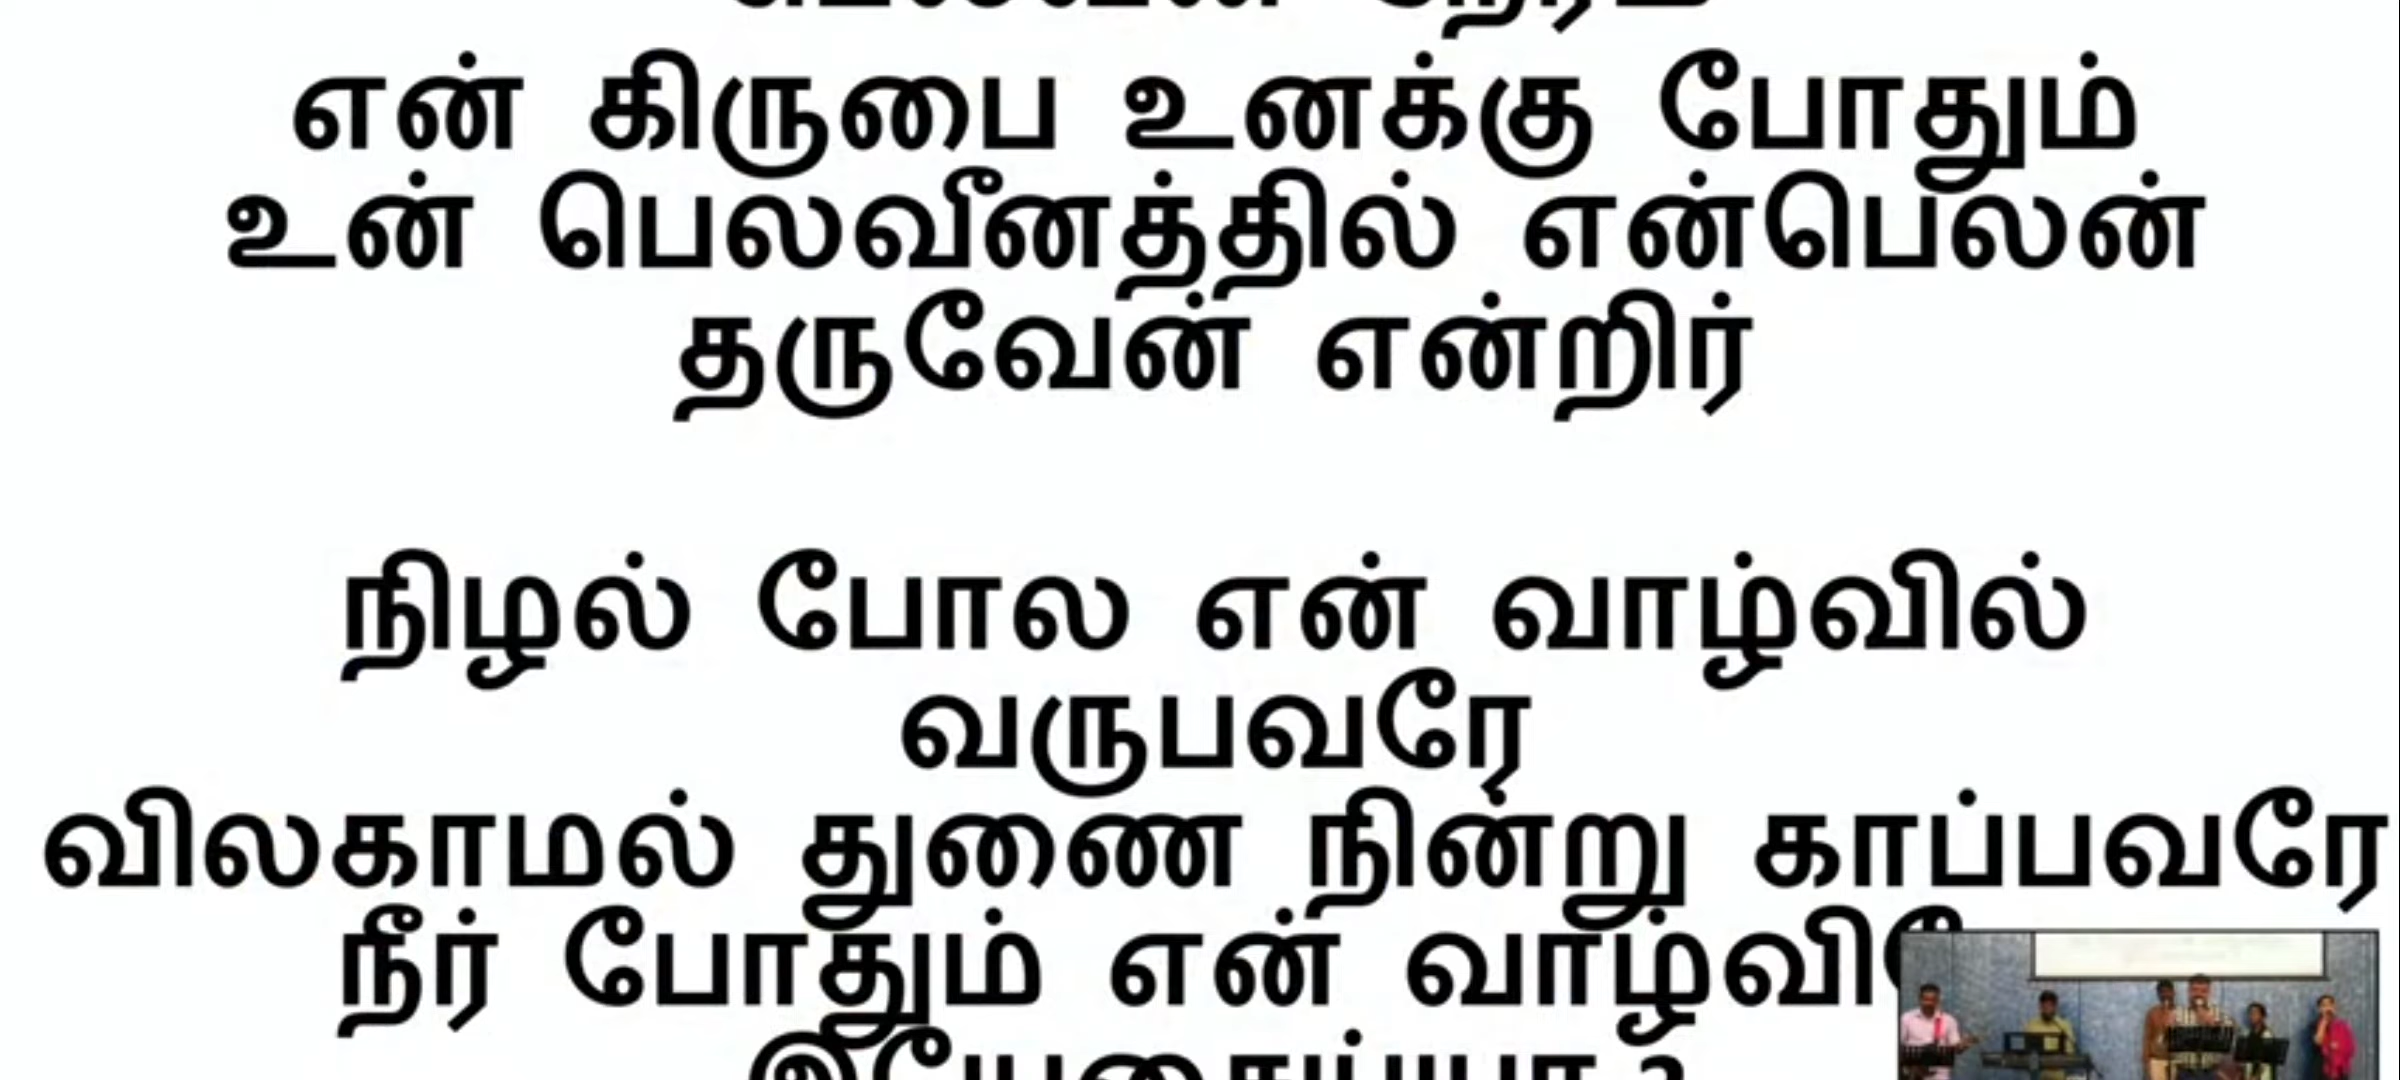 என் கிருபை உனக்கு போதும்
உன் பெலவீனத்தில் என்பெலன்
தருவேன் என்றிர்
நிழல் போல என் வாழ்வில்
வருபவரே
விலகாமல் துணை நின்று காப்பவரே
நீர் போதும் என்